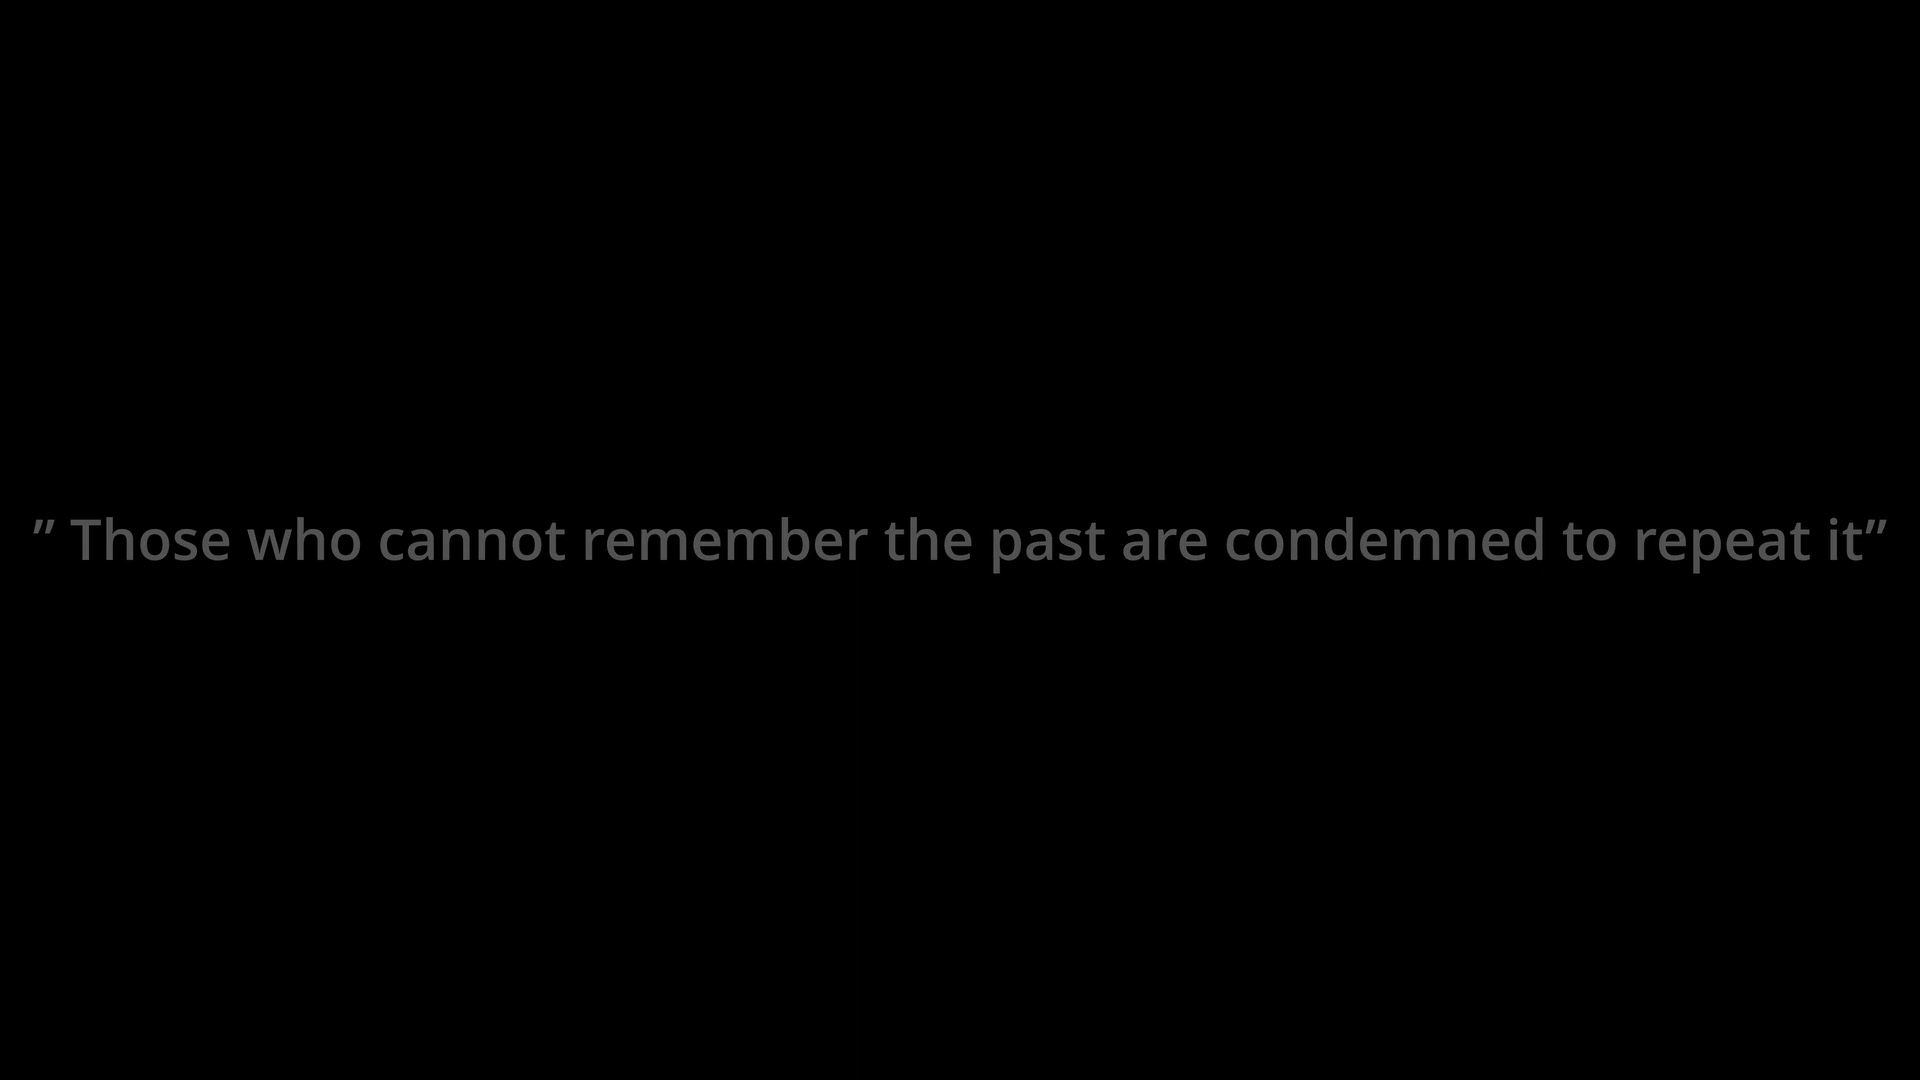 ” Those who cannot remember the past are condemned to repeat it”